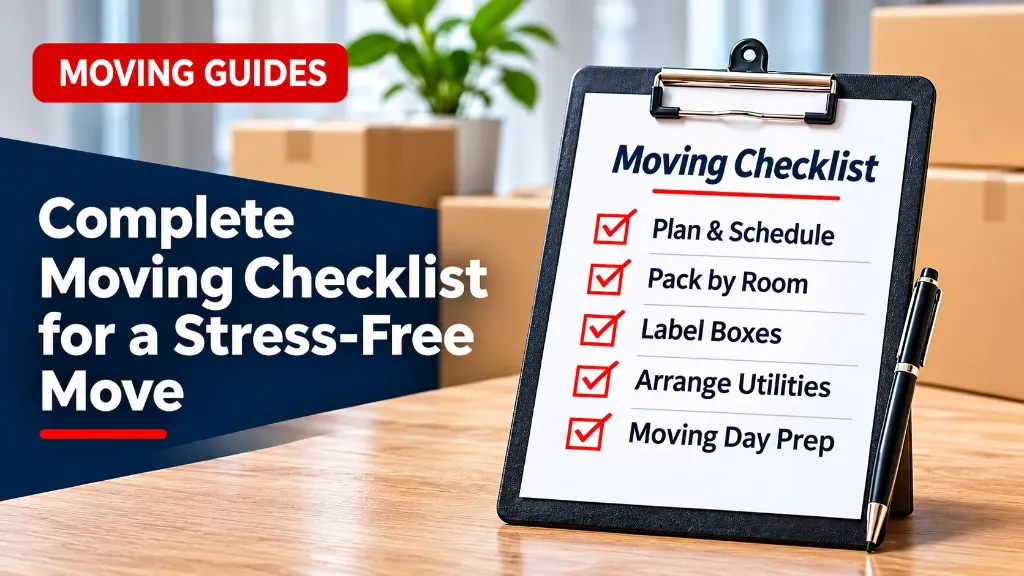 MOVING GUIDES
Complete
Moving Checklist
for a Stress-Free
Move
Moving Checklist
Plan & Schedule
Pack by Room
Label Boxes
Arrange Utilities
Moving Day Prep